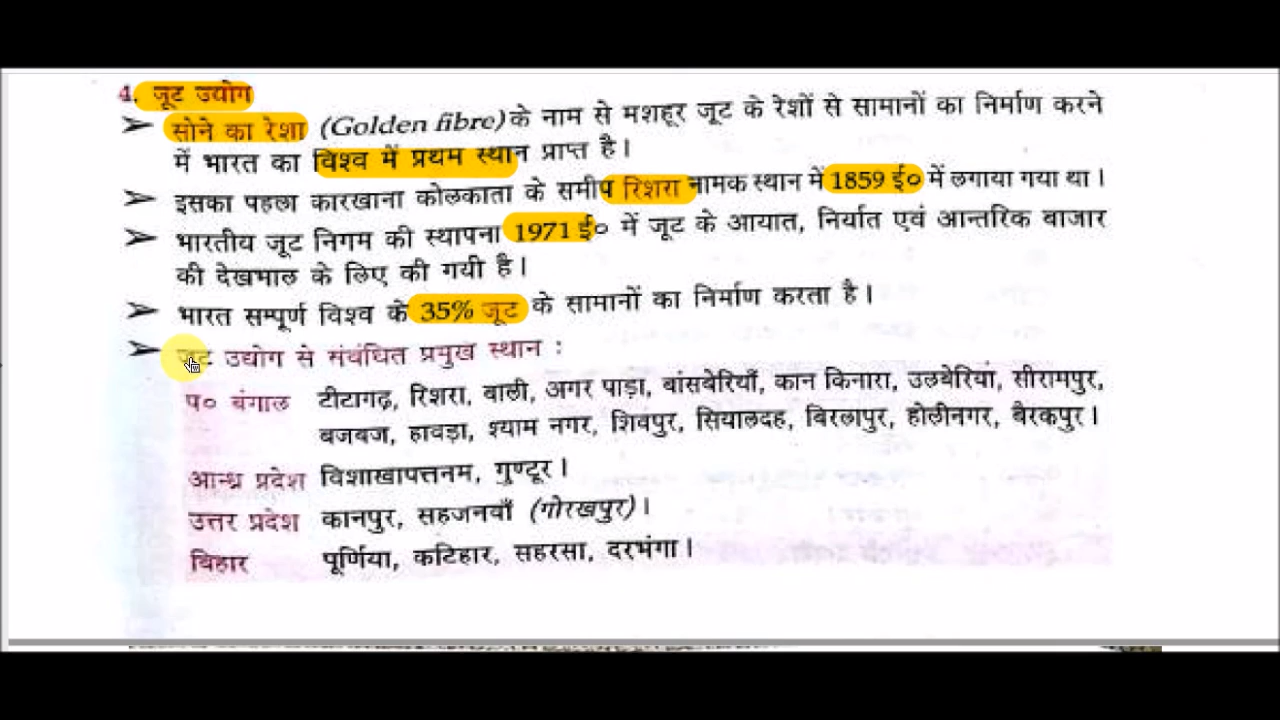 4. जूट उद्योग
➢ सोने का रेशा (Golden fibre) के नाम से मशहूर जूट के रेशों से सामानों का निर्माण करने
में भारत का विश्व में प्रथम स्थान प्राप्त है।
➢ इसका पहला कारखाना कोलकाता के समीप रिशरा नामक स्थान में 1859 ई० में लगाया गया था।
➢ भारतीय जूट निगम की स्थापना 1971 ई० में जूट के आयात, निर्यात एवं आन्तरिक बाजार
की देखभाल के लिए की गयी है।
➢ भारत सम्पूर्ण विश्व के 35% जूट के सामानों का निर्माण करता है।
➢ जूट उद्योग से संबंधित प्रमुख स्थान :
प० बंगाल टीटागढ़, रिशरा, बाली, अगर पाड़ा, बांसबेरियाँ, कान किनारा, उलबेरियां, सीरामपुर,
बजबज, हावड़ा, श्याम नगर, शिवपुर, सियालदह, बिरलापुर, होलीनगर, बैरकपुर।
आन्ध्र प्रदेश विशाखापत्तनम, गुण्टूर।
उत्तर प्रदेश कानपुर, सहजनवाँ (गोरखपुर)।
बिहार पूर्णिया, कटिहार, सहरसा, दरभंगा।